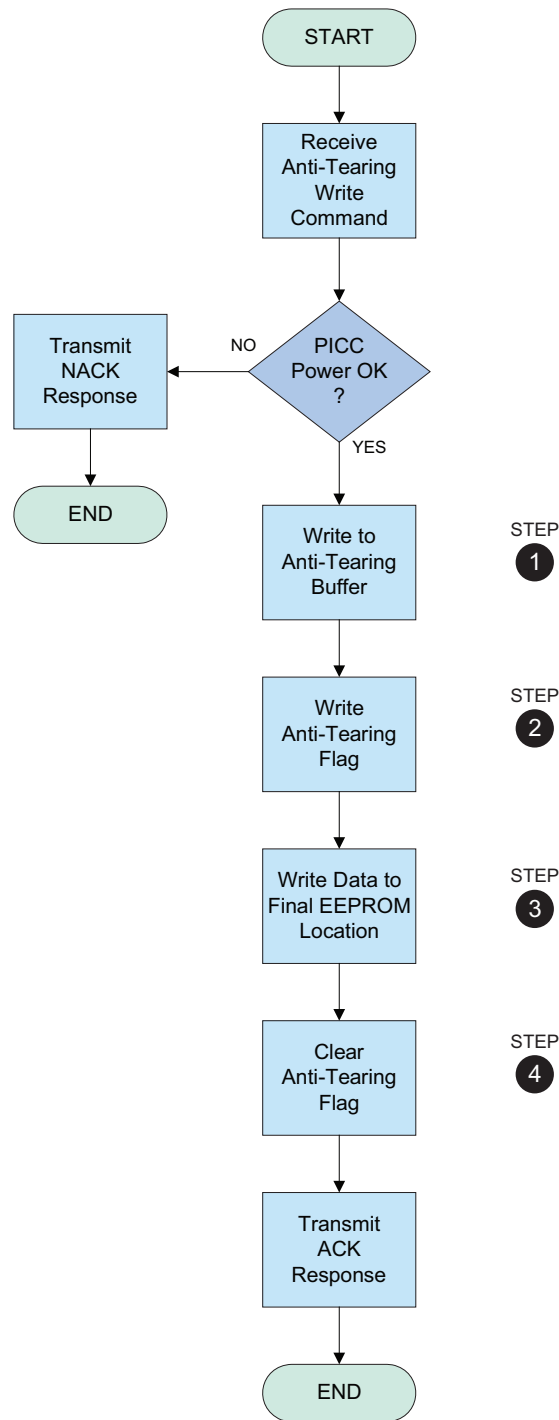 START
Receive
Anti-Tearing
Write
Command
PICC
Power OK
?
NO
YES
Transmit
NACK
Response
END
Write to
Anti-Tearing
Buffer
STEP
1
Write
Anti-Tearing
Flag
STEP
2
Write Data to
Final EEPROM
Location
STEP
3
Clear
Anti-Tearing
Flag
STEP
4
Transmit
ACK
Response
END